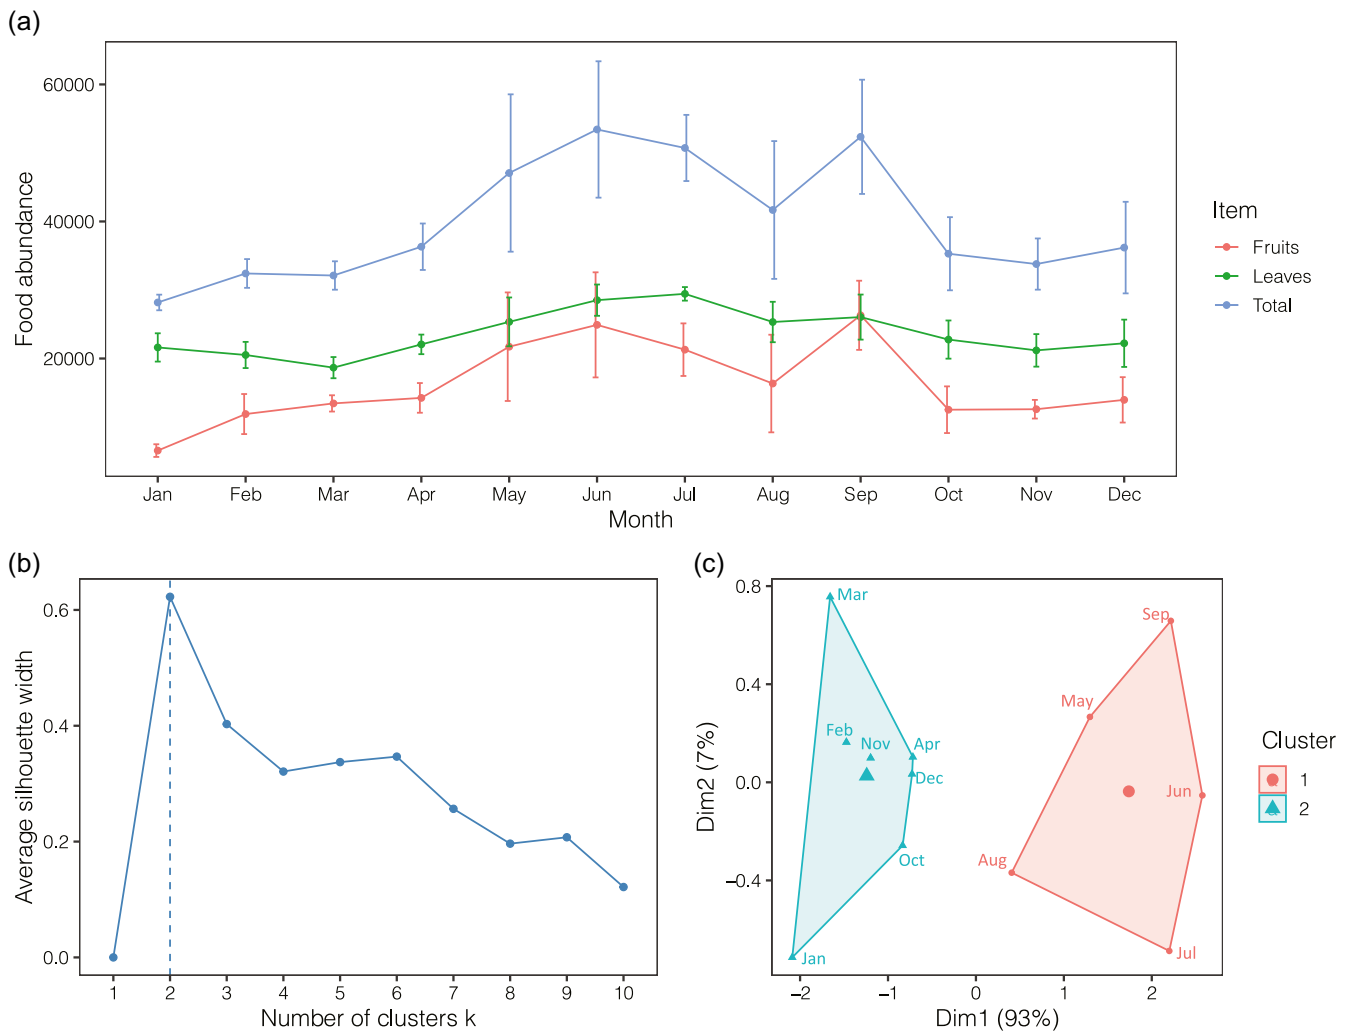 (a)
60000
40000
20000
Food abundance
Jan Feb Mar Apr May Jun Jul Aug Sep Oct Nov Dec
Month
Item
Fruits
Leaves
Total
(b)
0.6
0.4
0.2
0.0
Average silhouette width
1 2 3 4 5 6 7 8 9 10
Number of clusters k
(c)
0.8
0.4
0.0
−0.4
Dim2 (7%)
Mar
Sep
May
Feb
Nov
Apr
Dec
Jun
Oct
Aug
Jul
Jan
−2 −1 0 1 2
Dim1 (93%)
Cluster
1
2